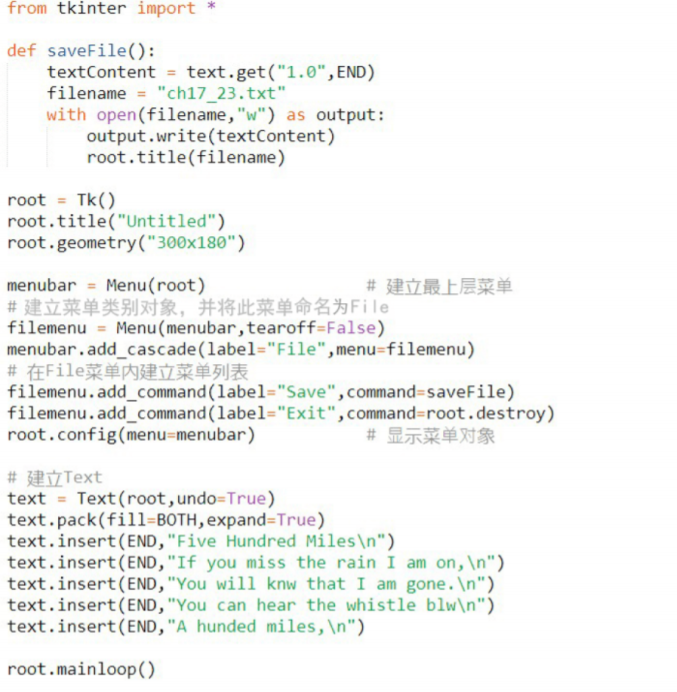 from tkinter import *
def saveFile():
textContent = text.get("1.0",END)
filename = "ch17_23.txt"
with open(filename,"w") as output:
output.write(textContent)
root.title(filename)
root = Tk()
root.title("Untitled")
root.geometry("300x180")
menubar = Menu(root) # 建立最上层菜单
# 建立菜单类别对象，并将此菜单命名为File
filemenu = Menu(menubar,tearoff=False)
menubar.add_cascade(label="File",menu=filemenu)
# 在File菜单内建立菜单列表
filemenu.add_command(label="Save",command=saveFile)
filemenu.add_command(label="Exit",command=root.destroy)
root.config(menu=menubar) # 显示菜单对象
# 建立Text
text = Text(root,undo=True)
text.pack(fill=BOTH,expand=True)
text.insert(END,"Five Hundred Miles\n")
text.insert(END,"If you miss the rain I am on,\n")
text.insert(END,"You will knw that I am gone.\n")
text.insert(END,"You can hear the whistle blw\n")
text.insert(END,"A hunded miles,\n")
root.mainloop()